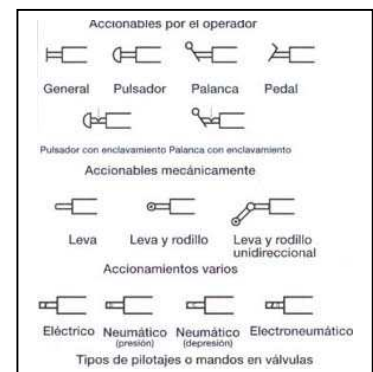 Accionables por el operador
General Pulsador Palanca Pedal
Pulsador con enclavamiento Palanca con enclavamiento
Accionables mecánicamente
Leva Leva y rodillo Leva y rodillo
unidireccional
Accionamientos varios
Eléctrico Neumático Neumático Electroneumático
(presión) (depresión)
Tipos de pilotajes o mandos en válvulas